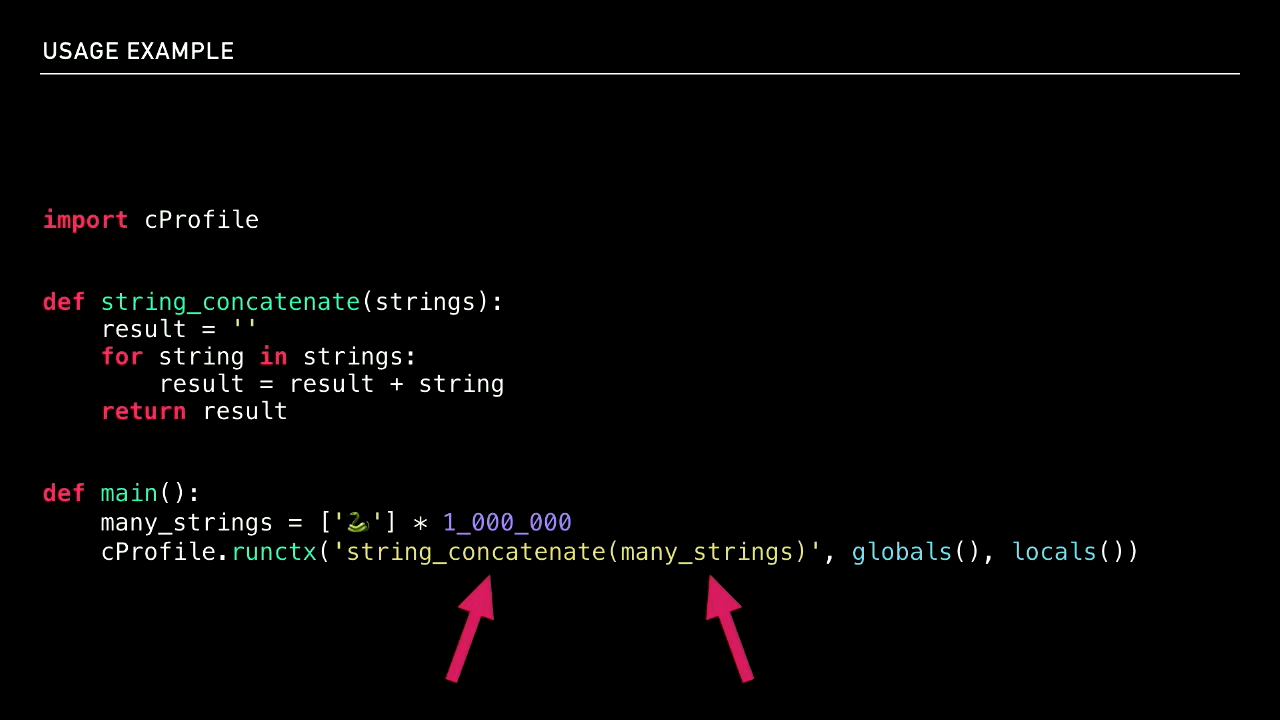 USAGE EXAMPLE
import cProfile
def string_concatenate(strings):
    result = ''
    for string in strings:
        result = result + string
    return result
def main():
    many_strings = ['🐍'] * 1_000_000
    cProfile.runctx('string_concatenate(many_strings)', globals(), locals())